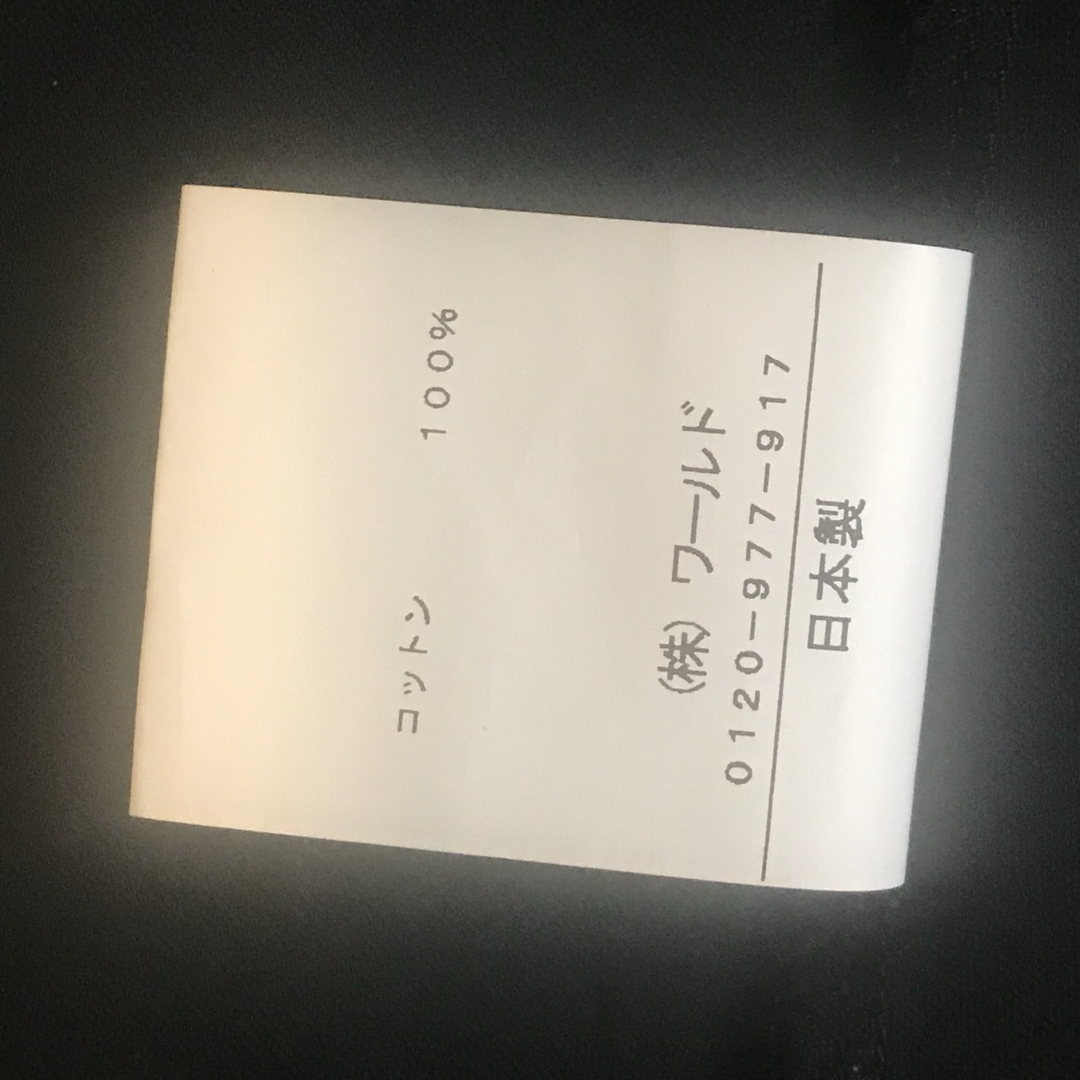 コットン　　１００％
(株) ワールド
０１２０－９７７－９１７
日本製